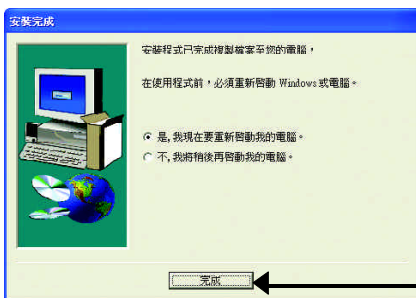 安裝完成
安裝程式已完成複製檔案至您的電腦，
在使用程式前，必須重新啟動 Windows 或電腦。
是, 我現在要重新啟動我的電腦。
不, 我將稍後再啟動我的電腦。
完成